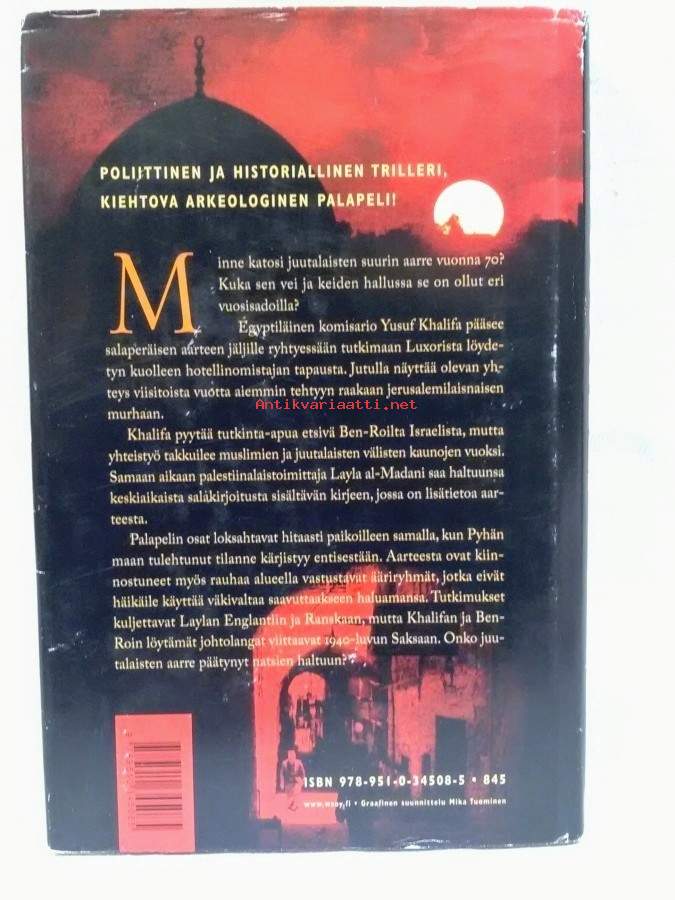 POLIITTINEN JA HISTORIALLINEN TRILLERI,
KIEHTOVA ARKEOLOGINEN PALAPELI!
Minne katosi juutalaisten suurin aarre vuonna 70?
Kuka sen vei ja keiden hallussa se on ollut eri
vuosisadoilla?
Egyptiläinen komisario Yusuf Khalifa pääsee
salaperäisen aarteen jäljille ryhtyessään tutkimaan Luxorista löyde-
tyn kuolleen hotellinomistajan tapausta. Jutulla näyttää olevan yh-
teys viisitoista vuotta aiemmin tehtyyn raakaan jerusalemilaisnaisen
murhaan.
Antikvariaatti.net
Khalifa pyytää tutkinta-apua etsivä Ben-Roilta Israelista, mutta
yhteistyö takkuilee muslimien ja juutalaisten välisten kaunojen vuoksi.
Samaan aikaan palestiinalaistoimittaja Layla al-Madani saa haltuunsa
keskiaikaista salakirjoitusta sisältävän kirjeen, jossa on lisätietoa aar-
teesta.
Palapelin osat loksahtavat hitaasti paikoilleen samalla, kun Pyhän
maan tulehtunut tilanne kärjistyy entisestään. Aarteesta ovat kiin-
nostuneet myös rauhaa alueella vastustavat ääriryhmät, jotka eivät
häikäile käyttää väkivaltaa saavuttaakseen haluamansa. Tutkimukset
kuljettavat Laylan Englantiin ja Ranskaan, mutta Khalifan ja Ben-
Roin löytämät johtolangat viittaavat 1940-luvun Saksaan. Onko juu-
talaisten aarre päätynyt natsien haltuun?
ISBN 978-951-0-34508-5 • 845
www.wsoy.fi • Graafinen suunnittelu Mika Tuominen